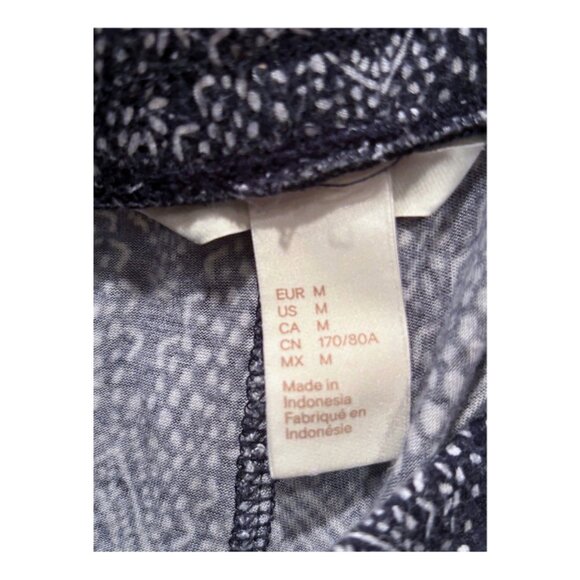 EUR M
US M
CA M
CN 170/80A
MX M
Made in
Indonesia
Fabriqué en
Indonésie